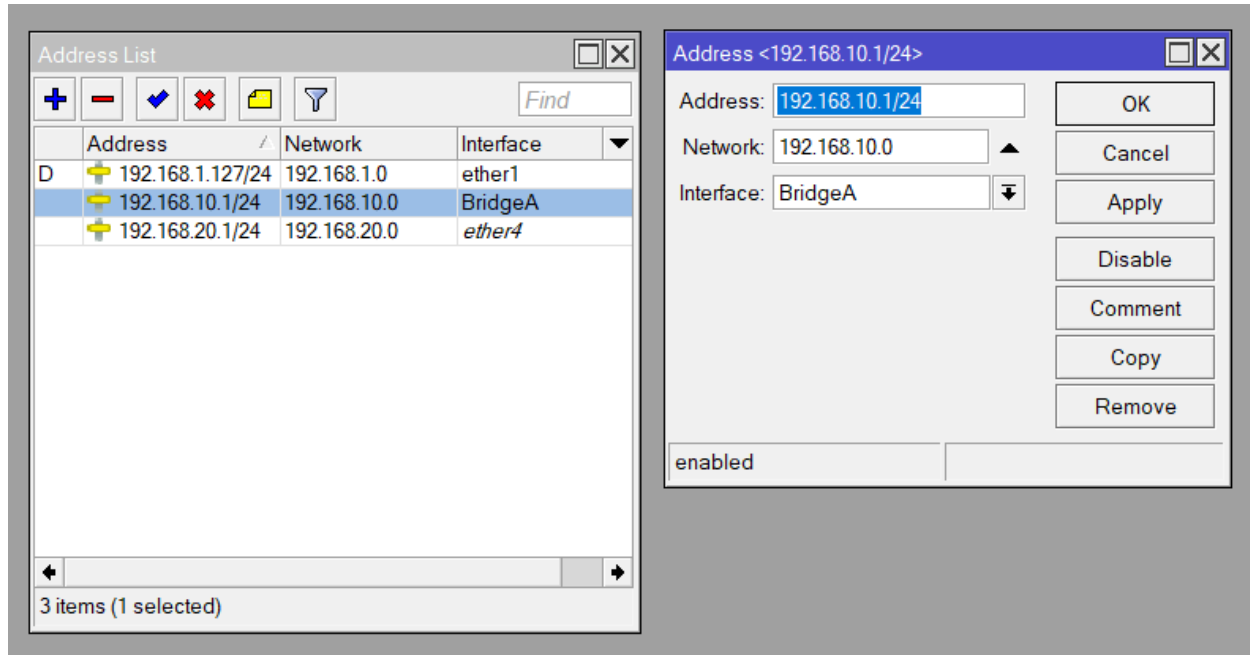 Address List
Find
Address Network Interface
D 192.168.1.127/24 192.168.1.0 ether1
192.168.10.1/24 192.168.10.0 BridgeA
192.168.20.1/24 192.168.20.0 ether4
3 items (1 selected)
Address <192.168.10.1/24>
Address: 192.168.10.1/24
Network: 192.168.10.0
Interface: BridgeA
OK
Cancel
Apply
Disable
Comment
Copy
Remove
enabled